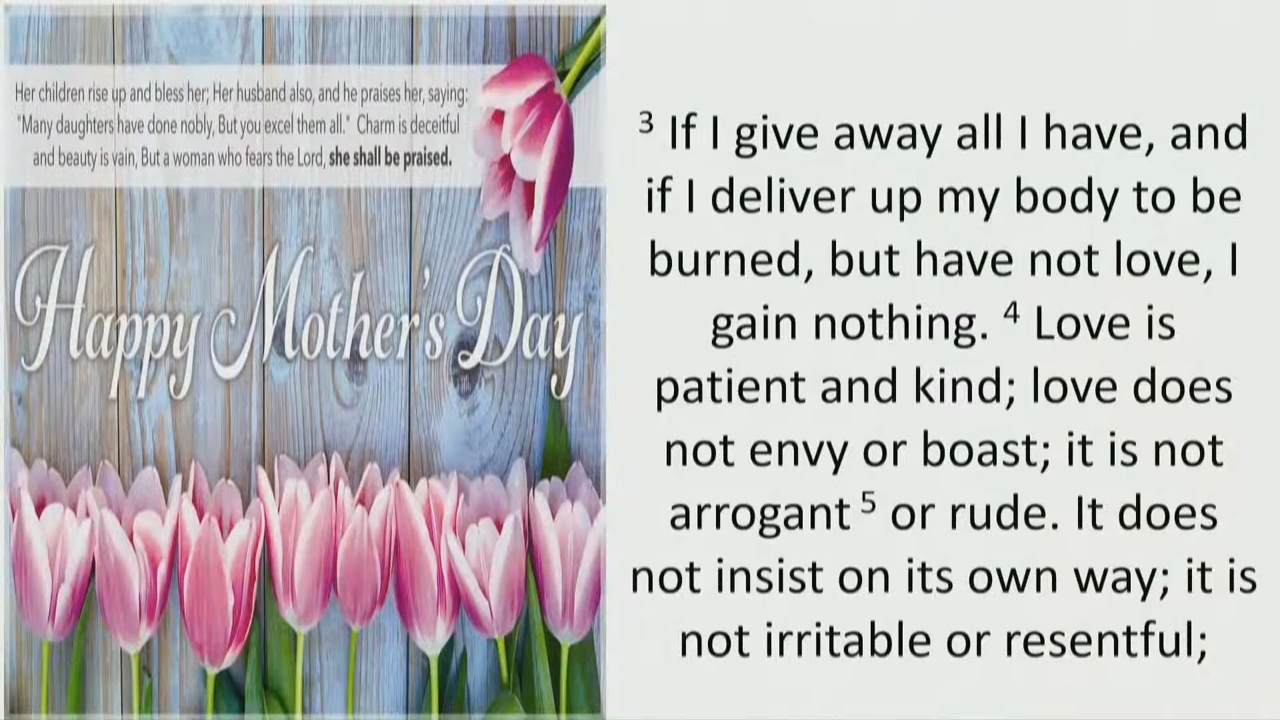 Her children rise up and bless her; Her husband also, and he praises her, saying:
"Many daughters have done nobly, But you excel them all." Charm is deceitful
and beauty is vain, But a woman who fears the Lord, she shall be praised.
Happy Mother's Day
³ If I give away all I have, and
if I deliver up my body to be
burned, but have not love, I
gain nothing. ⁴ Love is
patient and kind; love does
not envy or boast; it is not
arrogant ⁵ or rude. It does
not insist on its own way; it is
not irritable or resentful;